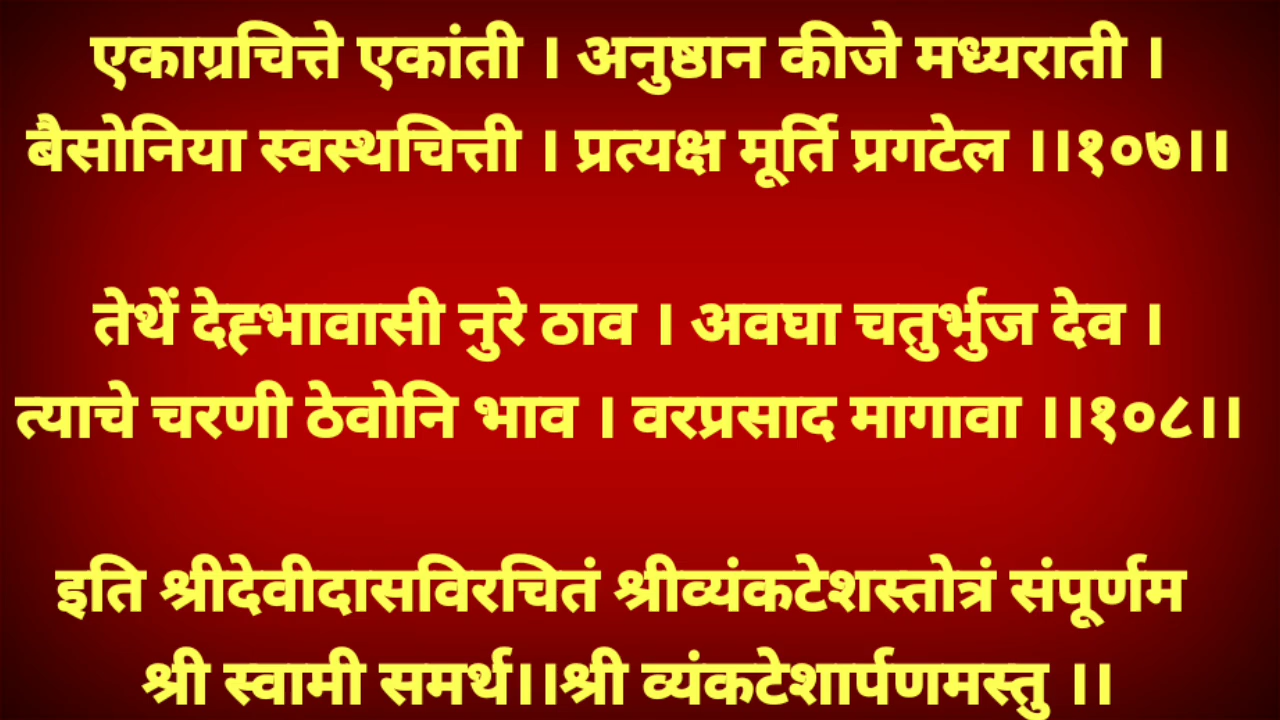 एकाग्रचित्ते एकांती । अनुष्ठान कीजे मध्यराती ।
बैसोनिया स्वस्थचित्ती । प्रत्यक्ष मूर्ति प्रगटेल ।।१०७।।
तेथें देह्भावासी नुरे ठाव । अवघा चतुर्भुज देव ।
त्याचे चरणी ठेवोनि भाव । वरप्रसाद मागावा ।।१०८।।
इति श्रीदेवीदासविरचितं श्रीव्यंकटेशस्तोत्रं संपूर्णम
श्री स्वामी समर्थ।।श्री व्यंकटेशार्पणमस्तु ।।